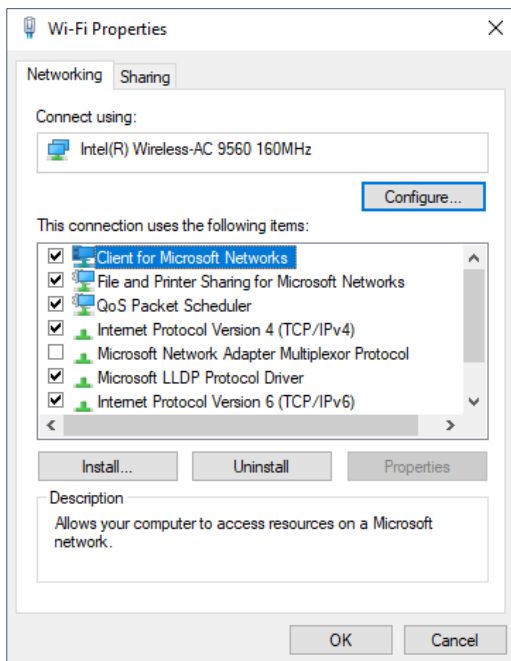 Wi-Fi Properties
Networking
Sharing
Connect using:
Intel(R) Wireless-AC 9560 160MHz
Configure...
This connection uses the following items:
Client for Microsoft Networks
File and Printer Sharing for Microsoft Networks
QoS Packet Scheduler
Internet Protocol Version 4 (TCP/IPv4)
Microsoft Network Adapter Multiplexor Protocol
Microsoft LLDP Protocol Driver
Internet Protocol Version 6 (TCP/IPv6)
Install...
Uninstall
Properties
Description
Allows your computer to access resources on a Microsoft
network.
OK
Cancel